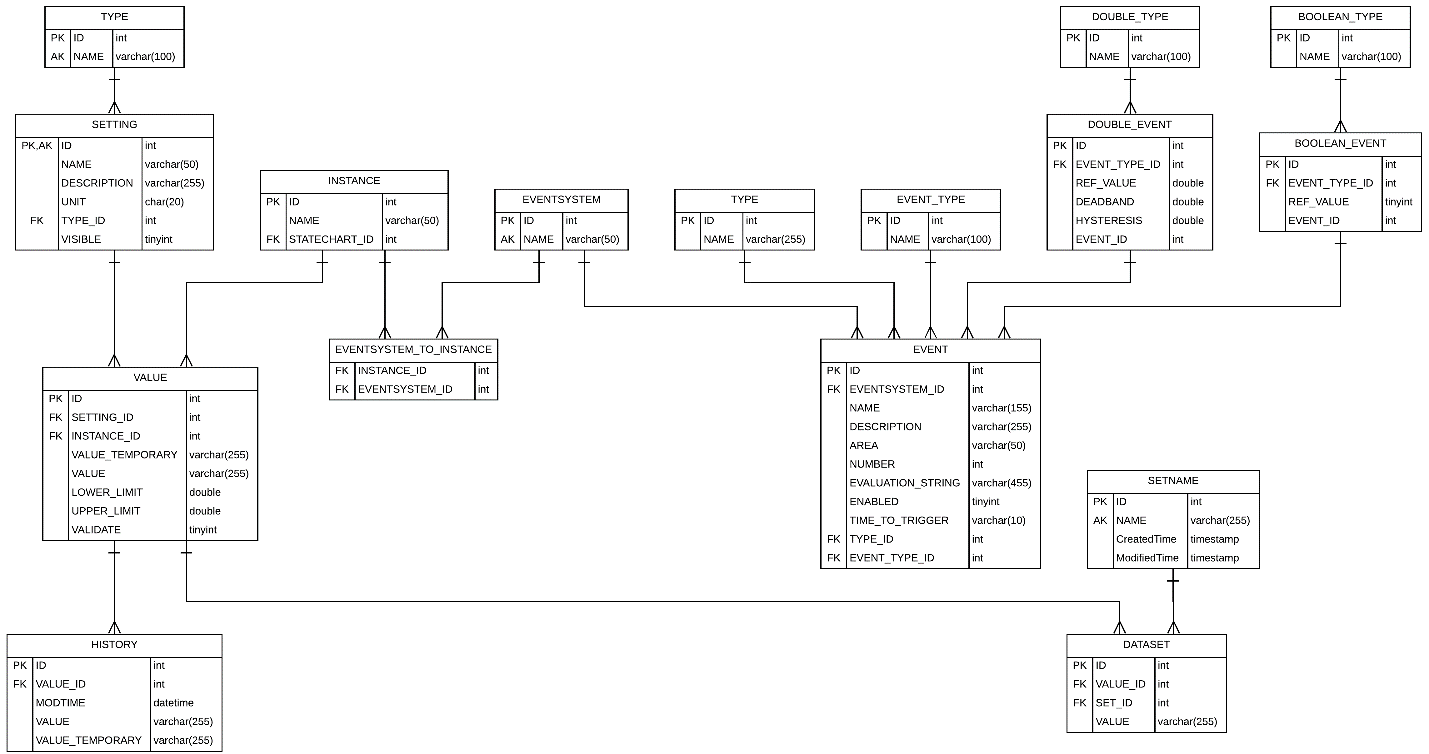 TYPE
PK ID int
AK NAME varchar(100)
SETTING
PK,AK ID int
NAME varchar(50)
DESCRIPTION varchar(255)
UNIT char(20)
FK TYPE_ID int
VISIBLE tinyint
INSTANCE
PK ID int
NAME varchar(50)
FK STATECHART_ID int
EVENTSYSTEM
PK ID int
AK NAME varchar(50)
TYPE
PK ID int
NAME varchar(255)
EVENT_TYPE
PK ID int
NAME varchar(100)
DOUBLE_TYPE
PK ID int
NAME varchar(100)
DOUBLE_EVENT
PK ID int
FK EVENT_TYPE_ID int
REF_VALUE double
DEADBAND double
HYSTERESIS double
EVENT_ID int
BOOLEAN_TYPE
PK ID int
NAME varchar(100)
BOOLEAN_EVENT
PK ID int
FK EVENT_TYPE_ID int
REF_VALUE tinyint
EVENT_ID int
VALUE
PK ID int
FK SETTING_ID int
FK INSTANCE_ID int
VALUE_TEMPORARY varchar(255)
VALUE varchar(255)
LOWER_LIMIT double
UPPER_LIMIT double
VALIDATE tinyint
EVENTSYSTEM_TO_INSTANCE
FK INSTANCE_ID int
FK EVENTSYSTEM_ID int
EVENT
PK ID int
FK EVENTSYSTEM_ID int
NAME varchar(155)
DESCRIPTION varchar(255)
AREA varchar(50)
NUMBER int
EVALUATION_STRING varchar(455)
ENABLED tinyint
TIME_TO_TRIGGER varchar(10)
FK TYPE_ID int
FK EVENT_TYPE_ID int
SETNAME
PK ID int
AK NAME varchar(255)
CreatedTime timestamp
ModifiedTime timestamp
HISTORY
PK ID int
FK VALUE_ID int
MODTIME datetime
VALUE varchar(255)
VALUE_TEMPORARY varchar(255)
DATASET
PK ID int
FK VALUE_ID int
FK SET_ID int
VALUE varchar(255)